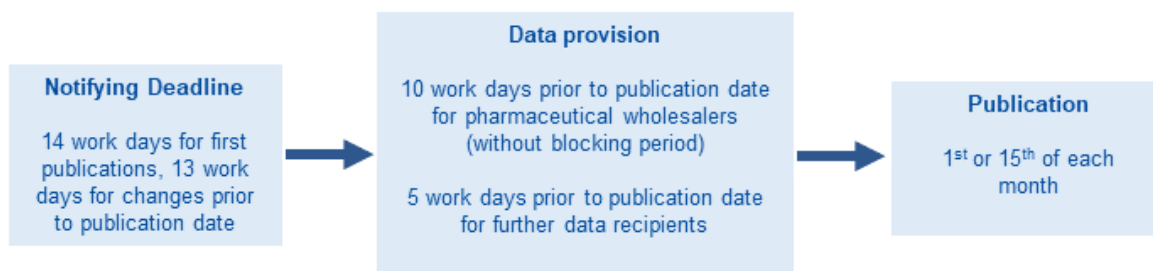 Notifying Deadline
14 work days for first
publications, 13 work
days for changes prior
to publication date
Data provision
10 work days prior to publication date
for pharmaceutical wholesalers
(without blocking period)
5 work days prior to publication date
for further data recipients
Publication
1st or 15th of each
month